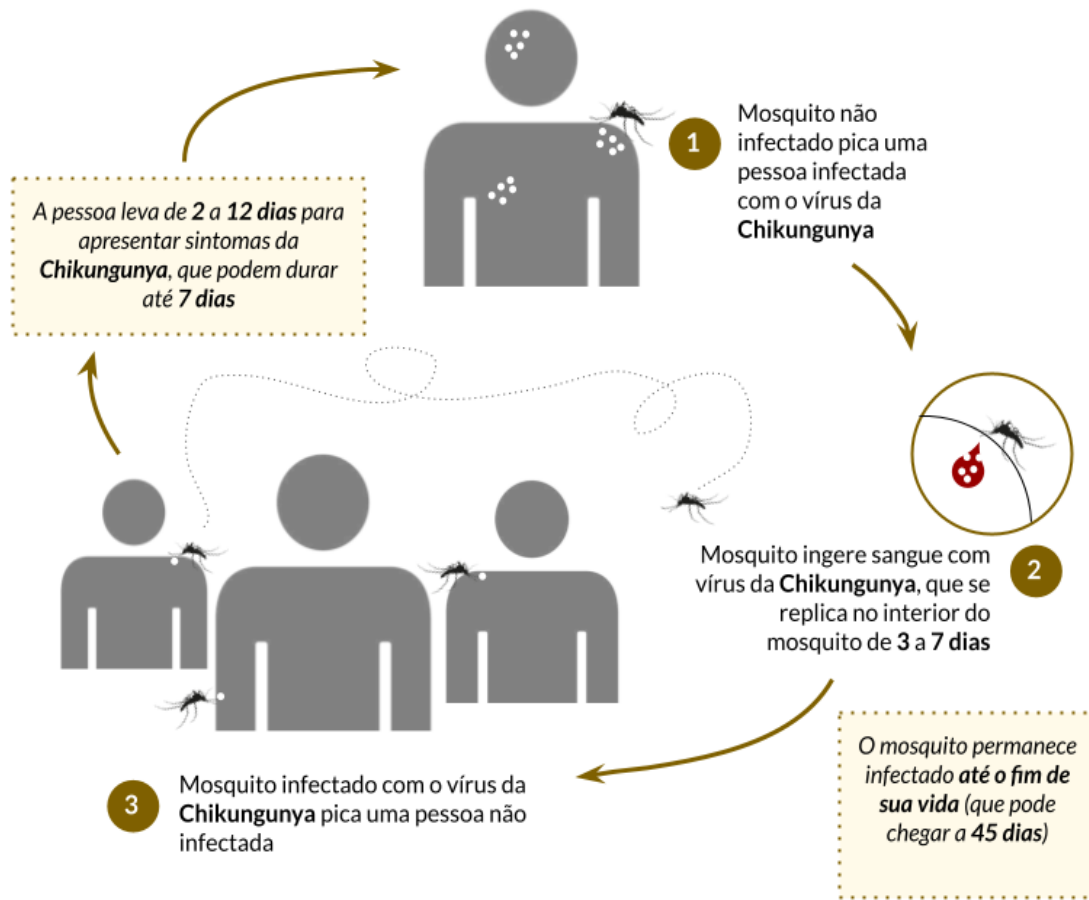 1
Mosquito não
infectado pica uma
pessoa infectada
com o vírus da
Chikungunya
Mosquito ingere sangue com
vírus da Chikungunya, que se
replica no interior do
mosquito de 3 a 7 dias
2
O mosquito permanece
infectado até o fim de
sua vida (que pode
chegar a 45 dias)
3
Mosquito infectado com o vírus da
Chikungunya pica uma pessoa não
infectada
A pessoa leva de 2 a 12 dias para
apresentar sintomas da
Chikungunya, que podem durar
até 7 dias